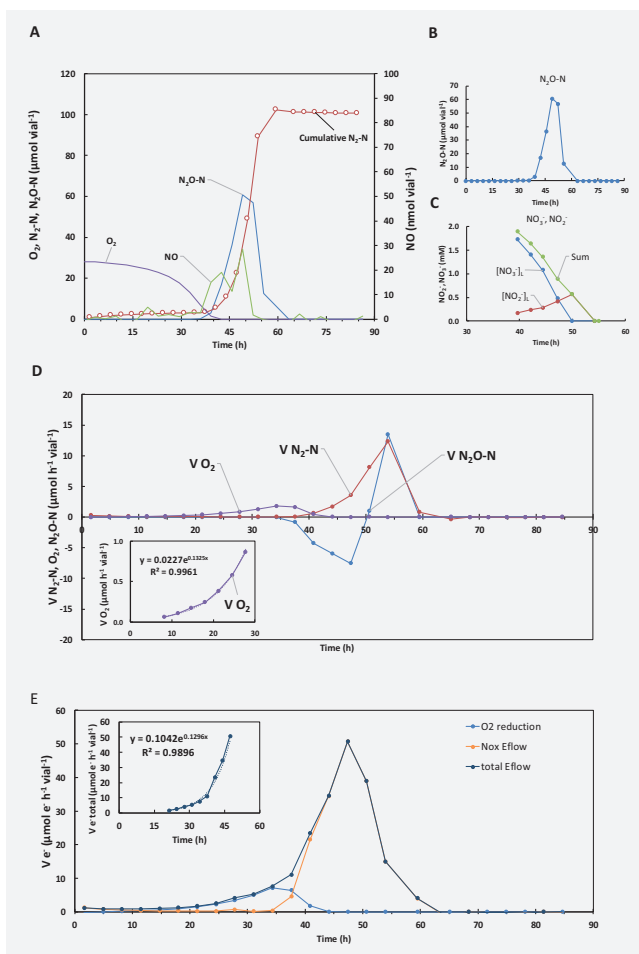 A
O₂, N₂-N, N₂O-N (µmol vial⁻¹)
120
100
80
60
40
20
0
0 15 30 45 60 75 90
Time (h)
100
90
80
70
60
50
40
30
20
10
0
NO (nmol vial⁻¹)
Cumulative N₂-N
N₂O-N
O₂
NO
B
N₂O-N
N₂O-N (µmol vial⁻¹)
70
60
50
40
30
20
10
0
0 15 30 45 60 75 90
Time (h)
C
NO₃⁻, NO₂⁻
NO₂⁻, NO₃⁻ (mM)
2.0
1.5
1.0
0.5
0.0
30 40 50 60
Time (h)
Sum
[NO₃⁻]L
[NO₂⁻]L
D
V N₂-N, O₂, N₂O-N (µmol h⁻¹ vial⁻¹)
20
15
10
5
0
-5
-10
-15
-20
0 10 20 30 40 50 60 70 80 90
Time (h)
V O₂
V N₂-N
V N₂O-N
V O₂ (µmol h⁻¹ vial⁻¹)
1.0
0.5
0.0
0 10 20 30
Time (h)
y = 0.0227e^0.1325x
R² = 0.9961
V O₂
E
V e⁻ (µmol e⁻ h⁻¹ vial⁻¹)
60
50
40
30
20
10
0
0 10 20 30 40 50 60 70 80 90
Time (h)
V e⁻total (µmol e⁻ h⁻¹ vial⁻¹)
60
50
40
30
20
10
0
0 15 30 45 60
Time (h)
y = 0.1042e^0.1296x
R² = 0.9896
O2 reduction
Nox Eflow
total Eflow